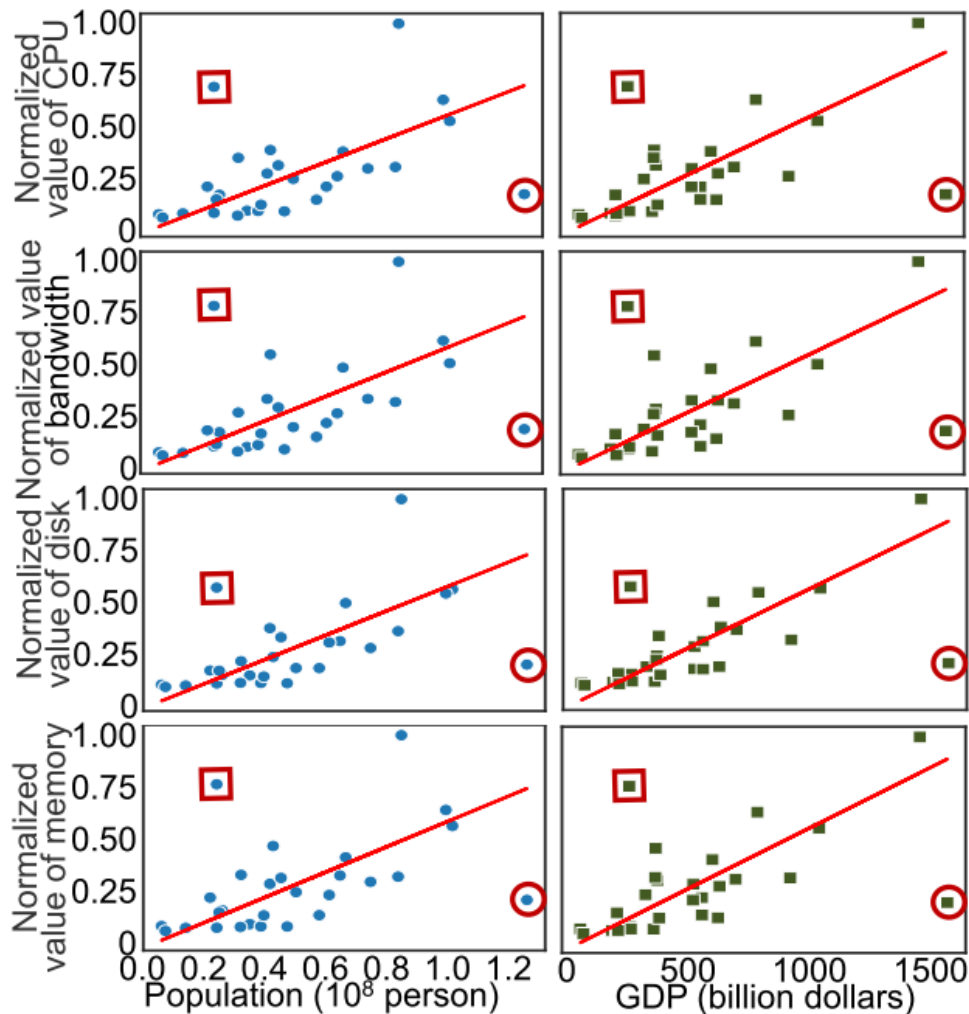 Normalized
value of CPU
1.00
0.75
0.50
0.25
0
Normalized value
of bandwidth
1.00
0.75
0.50
0.25
0
Normalized
value of disk
1.00
0.75
0.50
0.25
0
Normalized
value of memory
1.00
0.75
0.50
0.25
0
0.0 0.2 0.4 0.6 0.8 1.0 1.2
Population (10⁸ person)
0 500 1000 1500
GDP (billion dollars)